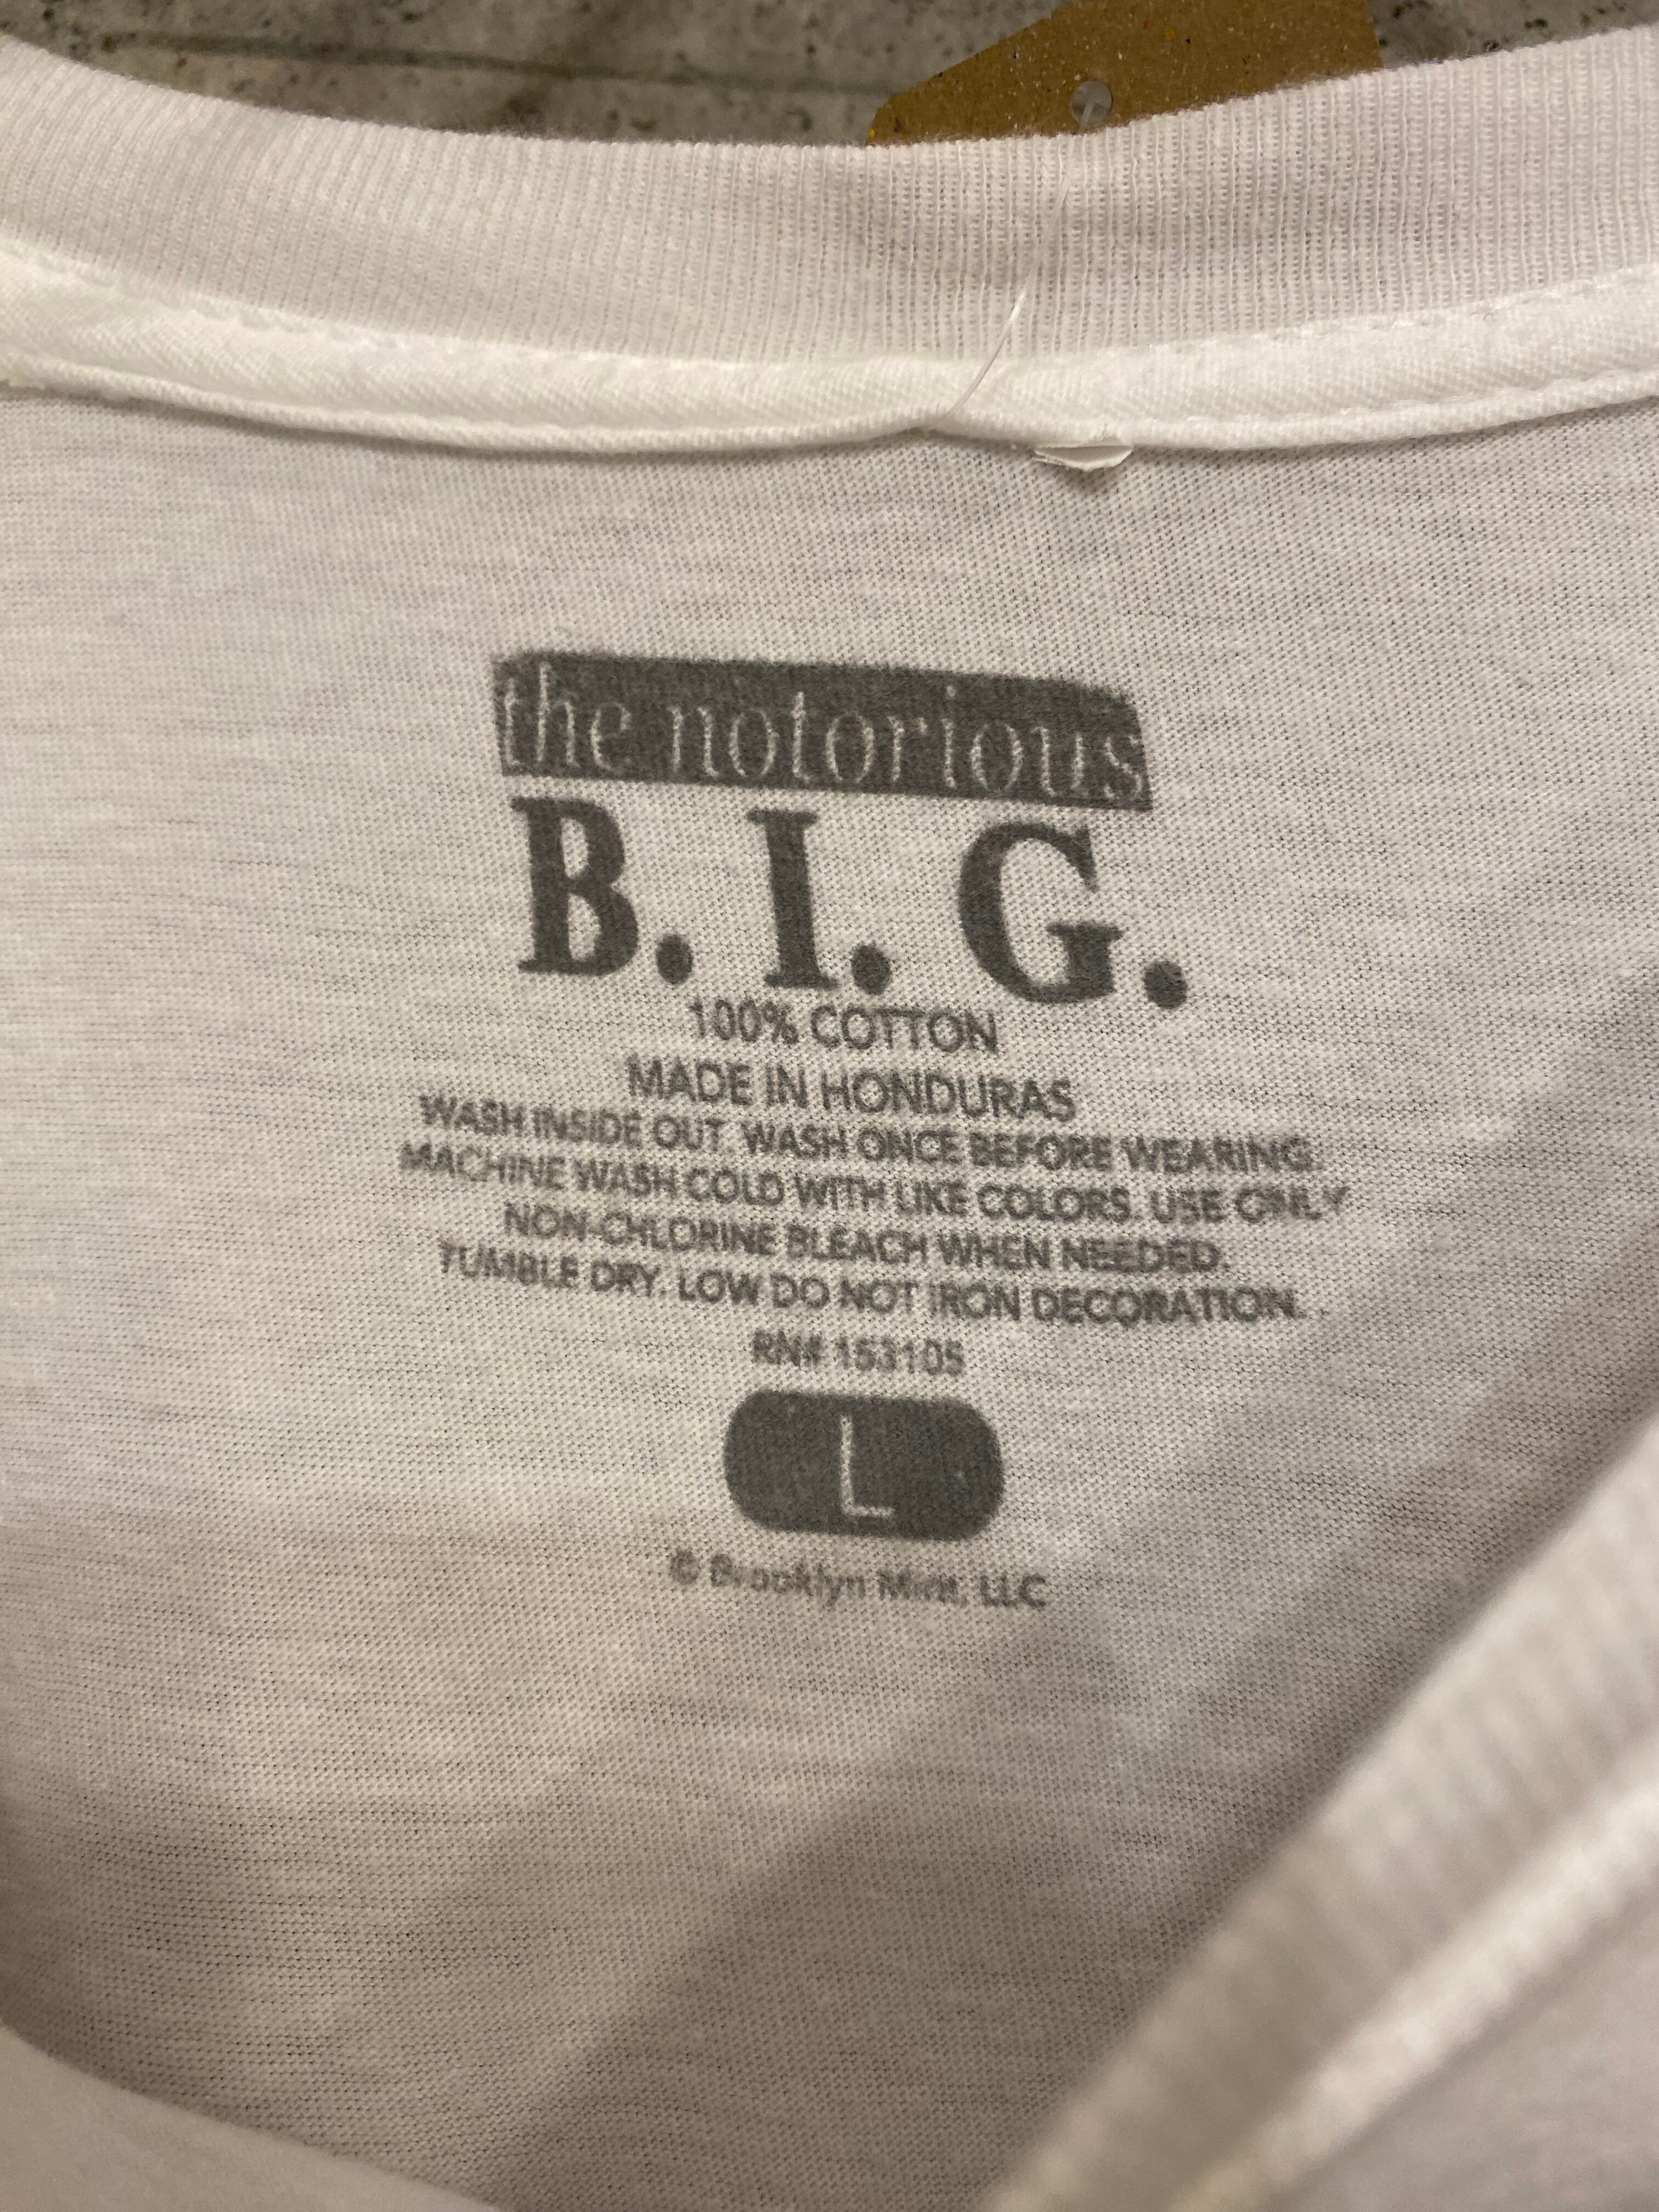 the notorious
B. I. G.
100% COTTON
MADE IN HONDURAS
WASH INSIDE OUT. WASH ONCE BEFORE WEARING.
MACHINE WASH COLD WITH LIKE COLORS. USE ONLY
NON-CHLORINE BLEACH WHEN NEEDED.
TUMBLE DRY. LOW DO NOT IRON DECORATION.
RN# 153105
L
© Brooklyn Mint, LLC